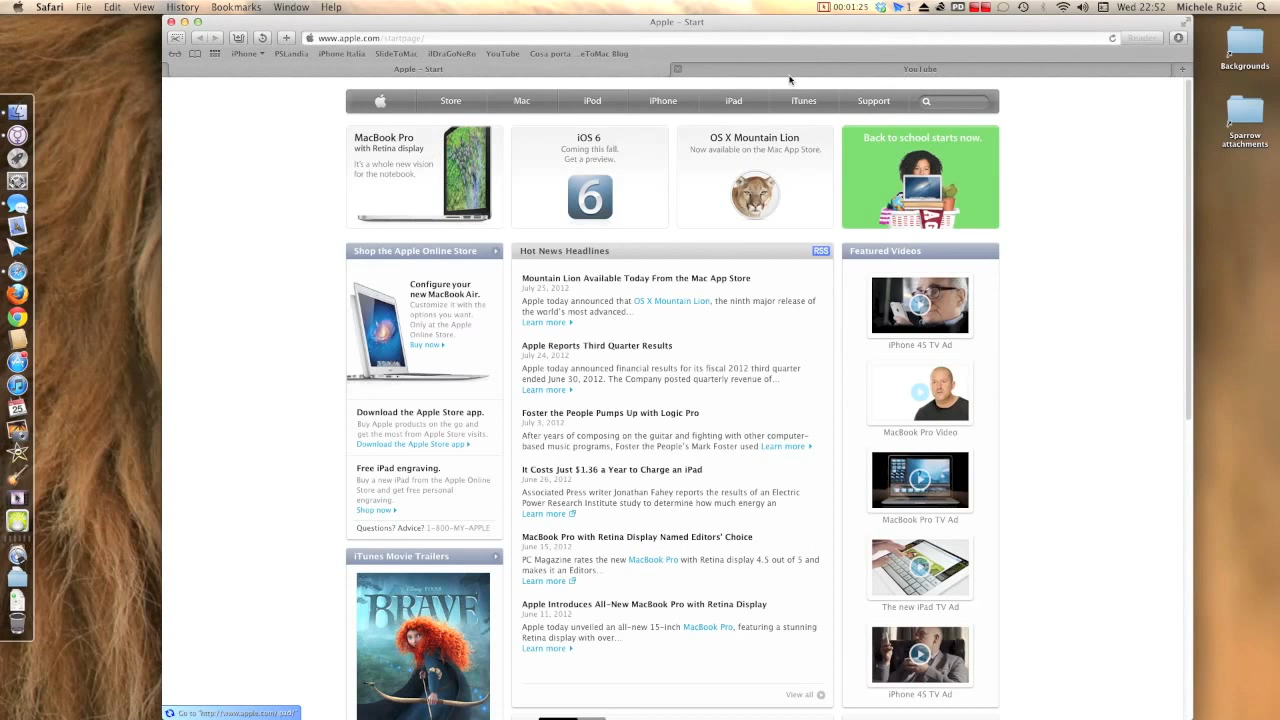 Safari File Edit View History Bookmarks Window Help
00:01:25
Wed 25 Jul 22:52 Michele Ružić
Apple – Start
www.apple.com/startpage/
Reader
iPhone PSLandia iPhone Italia SlideToMac ilDraGoNeRo YouTube Cosa porta ...eToMac Blog
Apple – Start
YouTube
Store Mac iPod iPhone iPad iTunes Support
MacBook Pro
with Retina display
It's a whole new vision
for the notebook.
iOS 6
Coming this fall.
Get a preview.
6
OS X Mountain Lion
Now available on the Mac App Store.
Back to school starts now.
Shop the Apple Online Store
Configure your
new MacBook Air.
Customize it with the
options you want.
Only at the Apple
Online Store.
Buy now
Download the Apple Store app.
Buy Apple products on the go and
get the most from Apple Store visits.
Download the Apple Store app
Free iPad engraving.
Buy a new iPad from the Apple Online
Store and get free personal
engraving.
Shop now
Questions? Advice? 1-800-MY-APPLE
iTunes Movie Trailers
Disney PIXAR
BRAVE
Hot News Headlines
RSS
Mountain Lion Available Today From the Mac App Store
July 25, 2012
Apple today announced that OS X Mountain Lion, the ninth major release of
the world's most advanced...
Learn more
Apple Reports Third Quarter Results
July 24, 2012
Apple today announced financial results for its fiscal 2012 third quarter
ended June 30, 2012. The Company posted quarterly revenue of...
Learn more
Foster the People Pumps Up with Logic Pro
July 3, 2012
After years of composing on the guitar and fighting with other computer-
based music programs, Foster the People's Mark Foster used Learn more
It Costs Just $1.36 a Year to Charge an iPad
June 26, 2012
Associated Press writer Jonathan Fahey reports the results of an Electric
Power Research Institute study to determine how much energy an
Learn more
MacBook Pro with Retina Display Named Editors' Choice
June 15, 2012
PC Magazine rates the new MacBook Pro with Retina display 4.5 out of 5 and
makes it an Editors...
Learn more
Apple Introduces All-New MacBook Pro with Retina Display
June 11, 2012
Apple today unveiled an all-new 15-inch MacBook Pro, featuring a stunning
Retina display with over...
Learn more
View all
Featured Videos
iPhone 4S TV Ad
MacBook Pro Video
MacBook Pro TV Ad
The new iPad TV Ad
iPhone 4S TV Ad
Backgrounds
Sparrow
attachments
25
Go to "http://www.apple.com/ipad/"